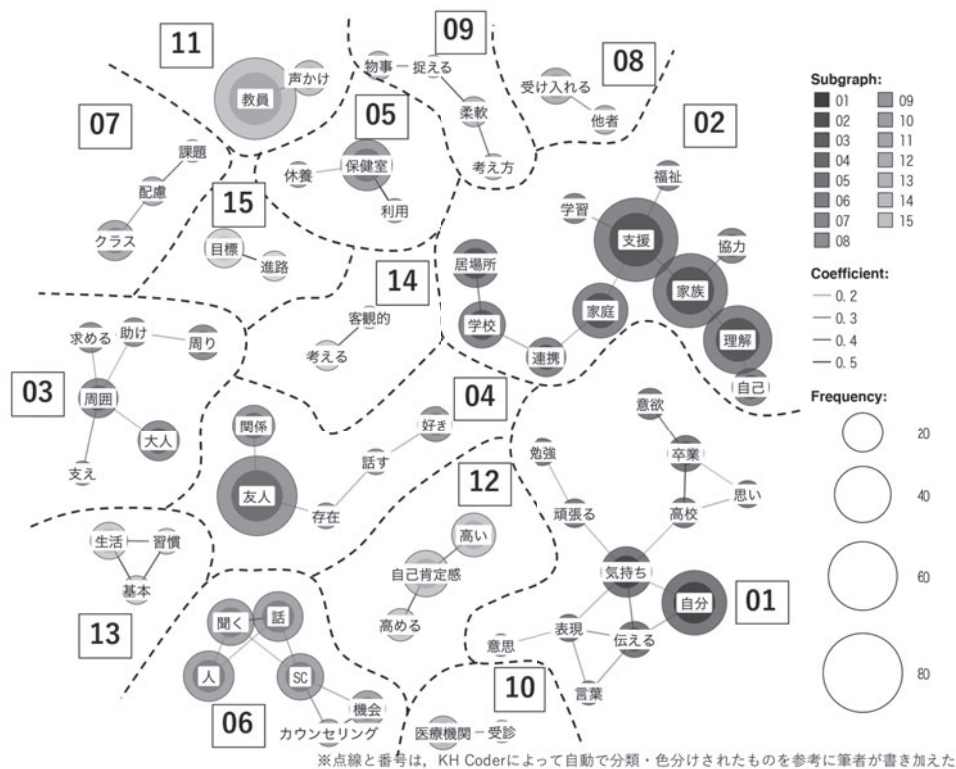 11
教員
声かけ
09
物事
捉える
柔軟
考え方
08
受け入れる
他者
07
課題
配慮
クラス
05
保健室
休養
利用
02
福祉
学習
支援
協力
居場所
家族
学校
家庭
理解
連携
自己
15
目標
進路
14
客観的
考える
03
求める
助け
周り
周囲
大人
支え
04
関係
好き
友人
話す
存在
12
高い
自己肯定感
高める
意欲
勉強
卒業
思い
頑張る
高校
気持ち
自分
01
表現
伝える
意思
言葉
13
生活
習慣
基本
06
聞く
話
人
SC
機会
カウンセリング
10
医療機関
受診
Subgraph:
01 09
02 10
03 11
04 12
05 13
06 14
07 15
08
Coefficient:
0.2
0.3
0.4
0.5
Frequency:
20
40
60
80
※点線と番号は，KH Coderによって自動で分類・色分けされたものを参考に筆者が書き加えた